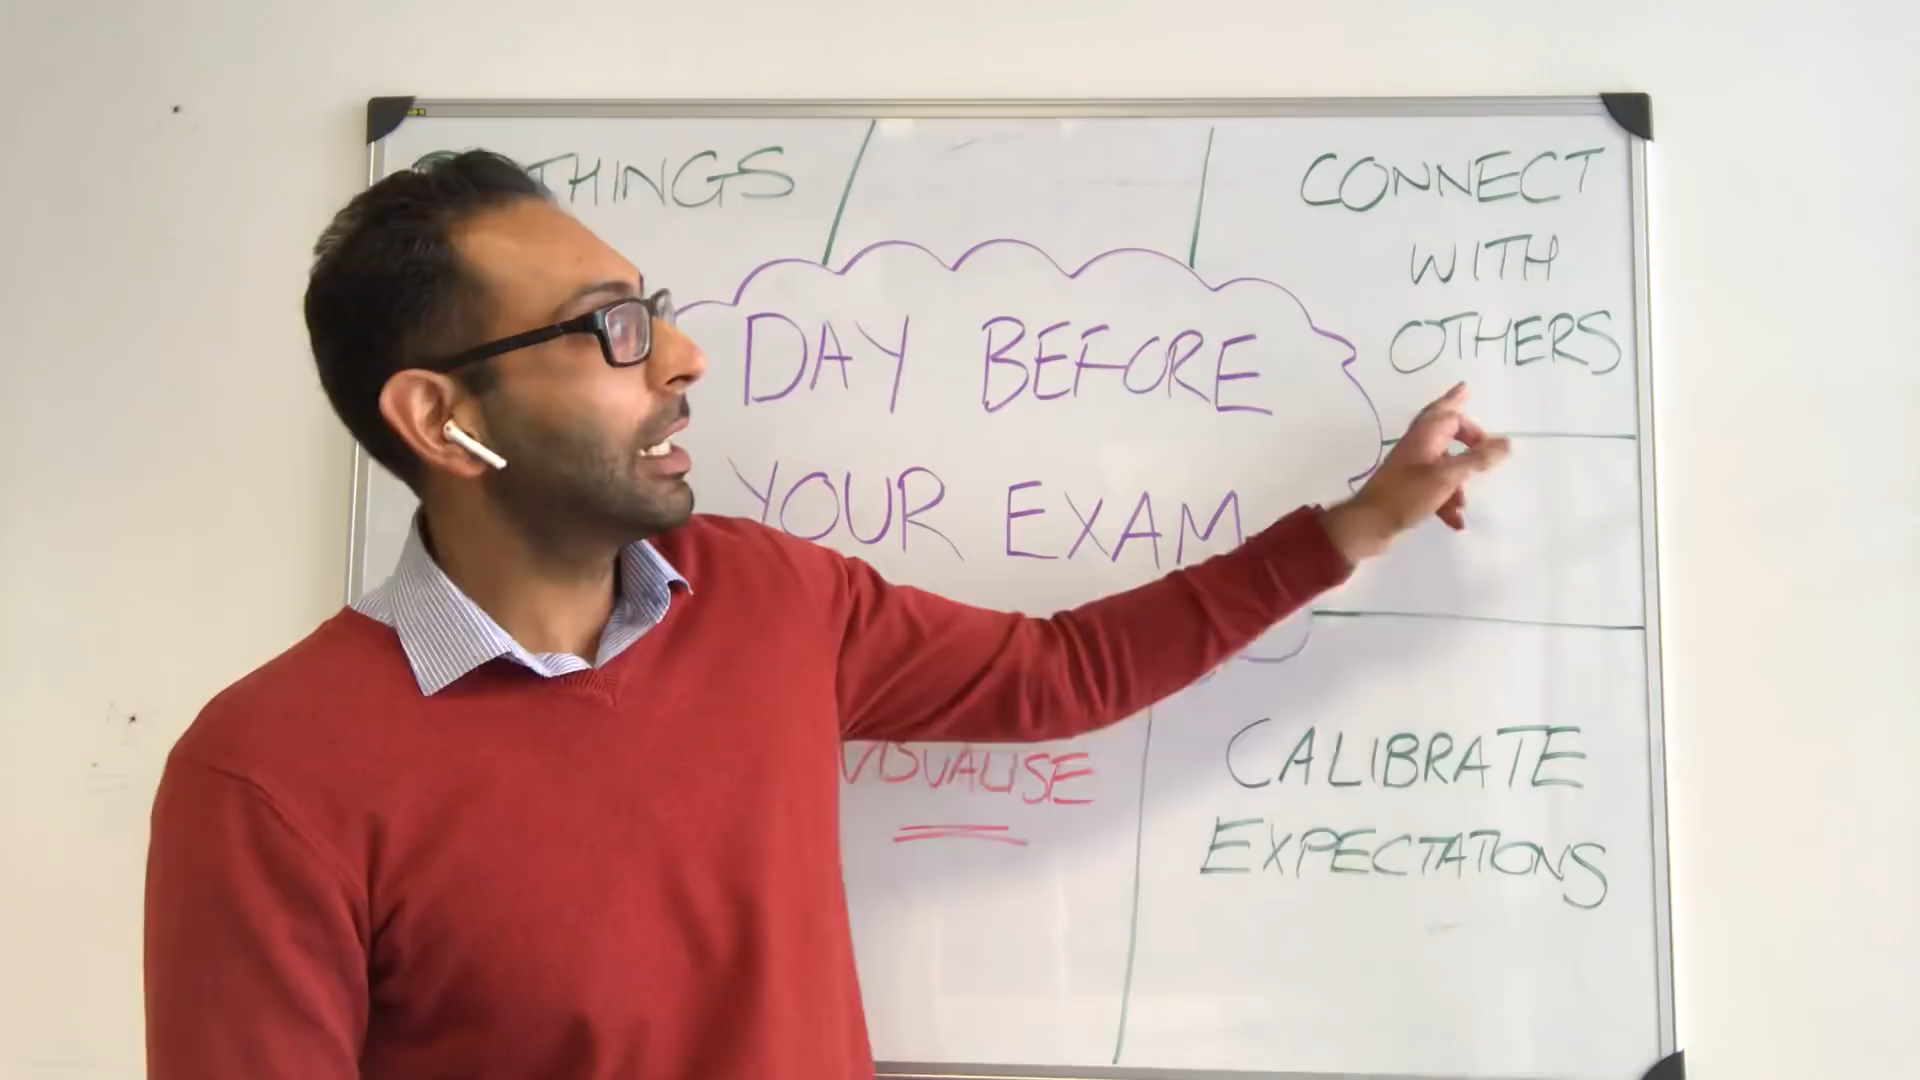 THINGS
CONNECT
WITH
OTHERS
DAY BEFORE
YOUR EXAM
VISUALISE
CALIBRATE
EXPECTATIONS